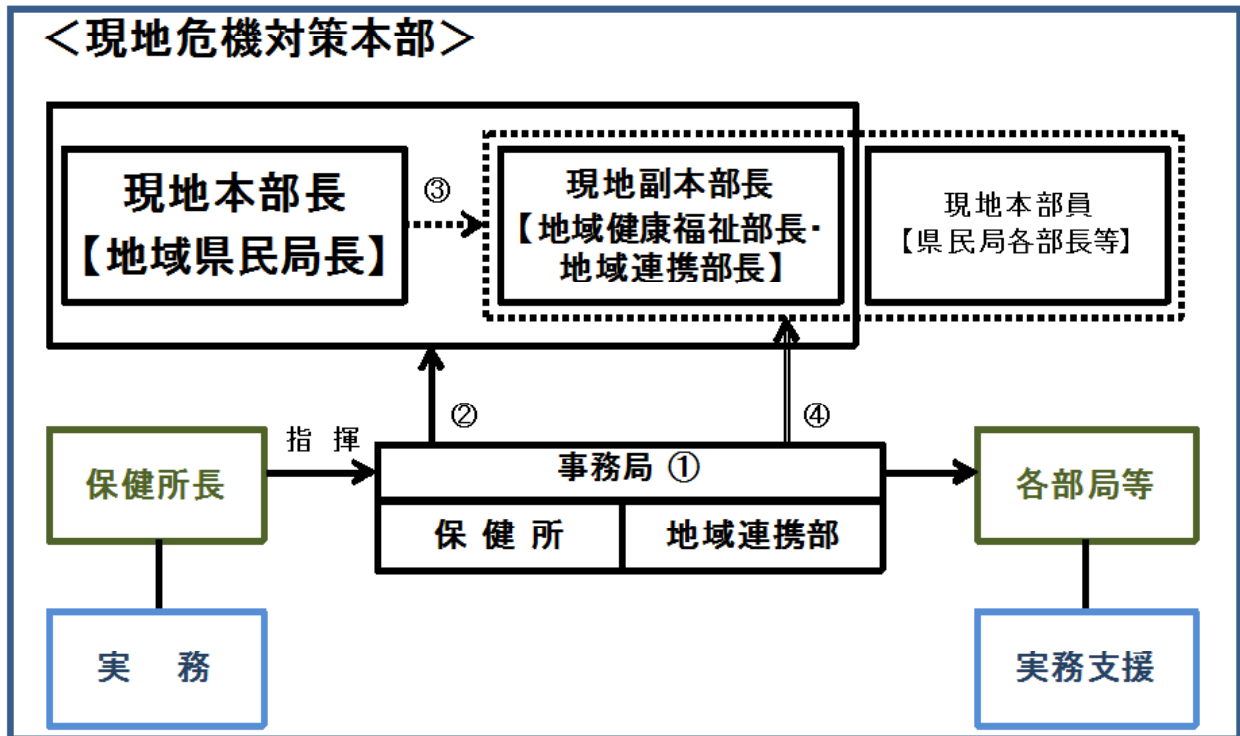 ＜現地危機対策本部＞
現地本部長
【地域県民局長】
③
現地副本部長
【地域健康福祉部長・
地域連携部長】
現地本部員
【県民局各部長等】
②
④
保健所長
指 揮
事務局 ①
保 健 所
地域連携部
各部局等
実 務
実務支援